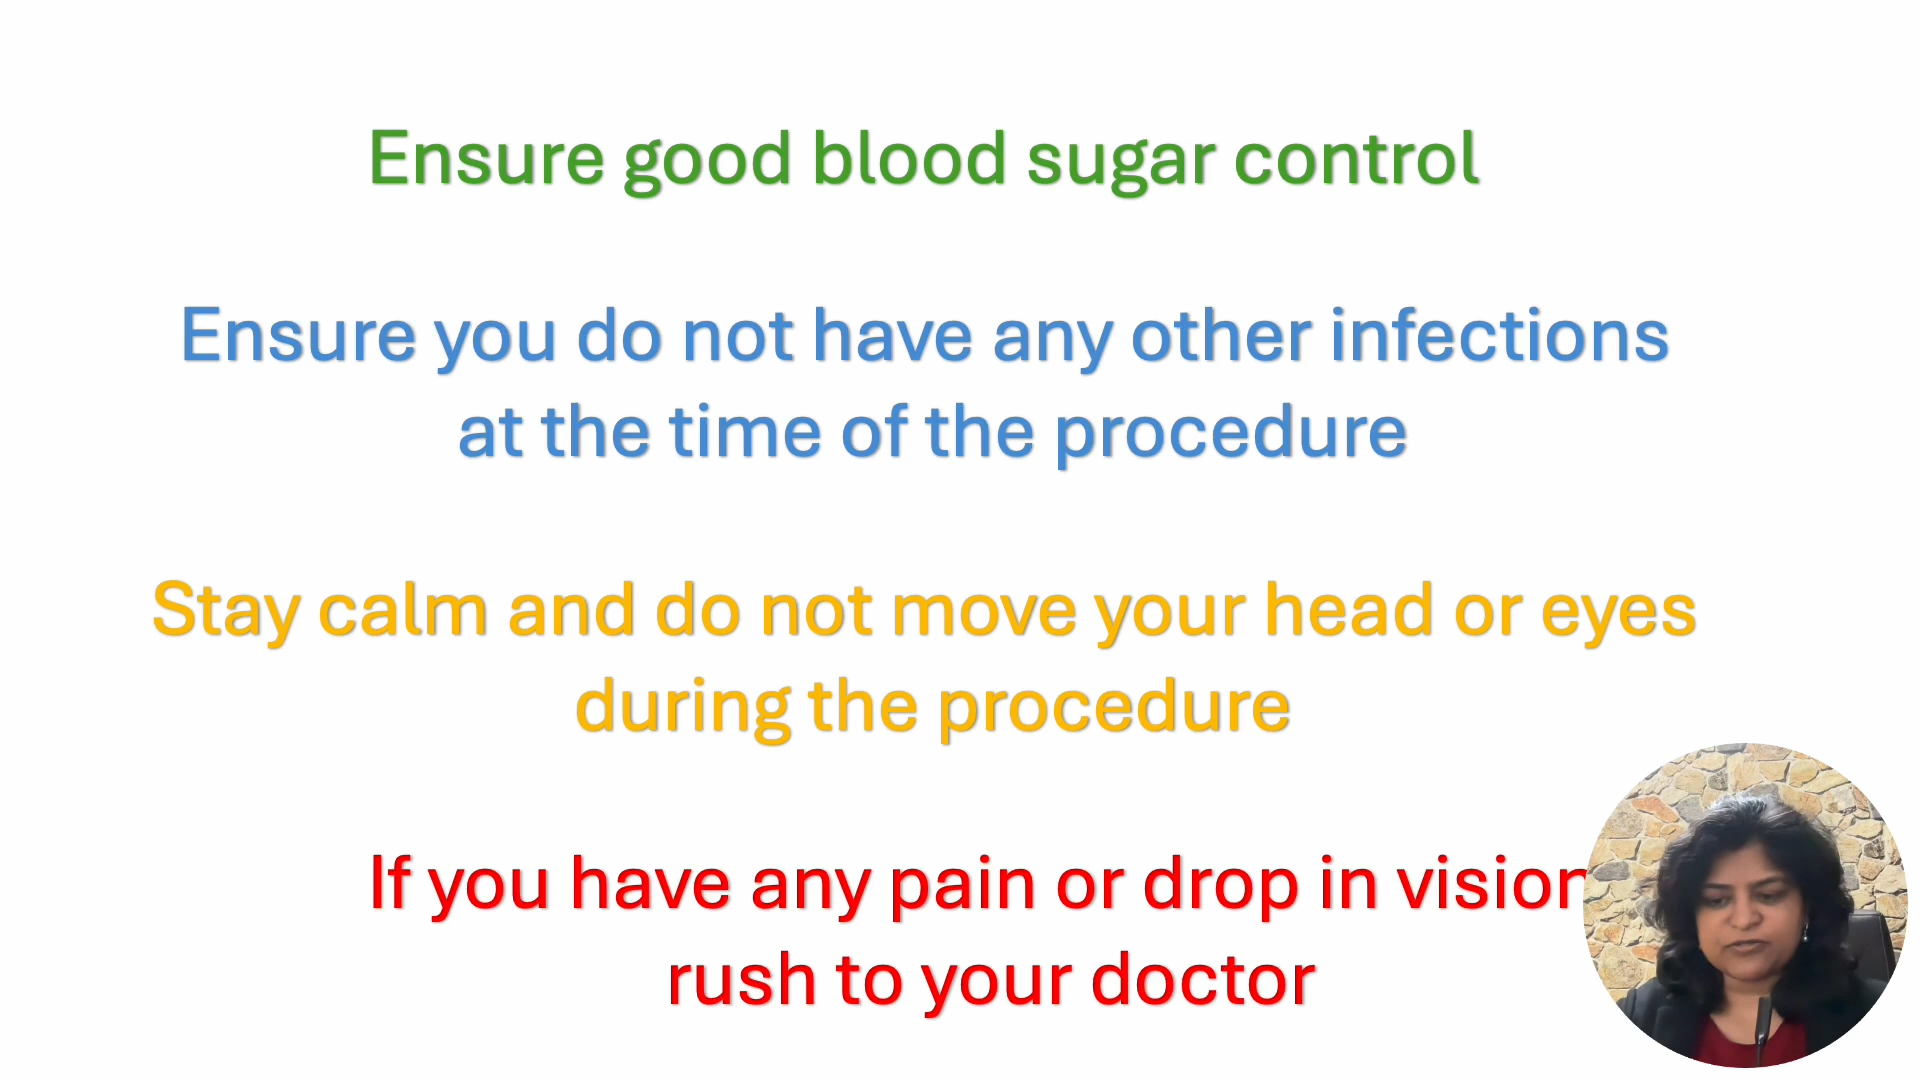 Ensure good blood sugar control
Ensure you do not have any other infections
at the time of the procedure
Stay calm and do not move your head or eyes
during the procedure
If you have any pain or drop in vision
rush to your doctor